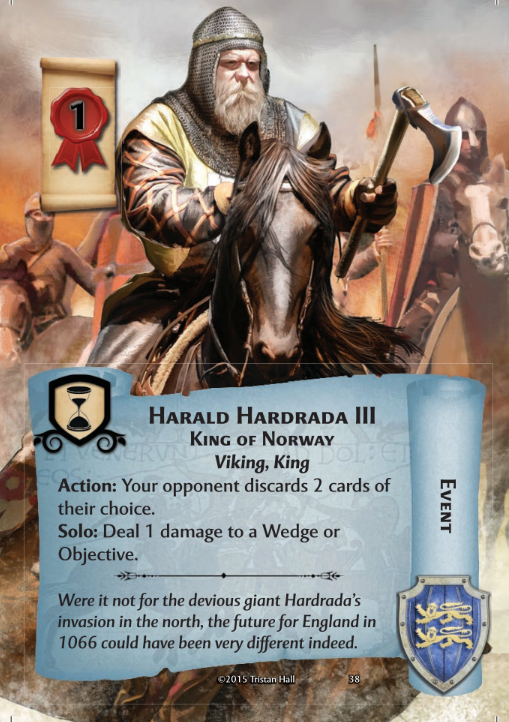 1
HARALD HARDRADA III
KING OF NORWAY
Viking, King
Action: Your opponent discards 2 cards of
their choice.
Solo: Deal 1 damage to a Wedge or
Objective.
Were it not for the devious giant Hardrada's
invasion in the north, the future for England in
1066 could have been very different indeed.
EVENT
©2015 Tristan Hall
38